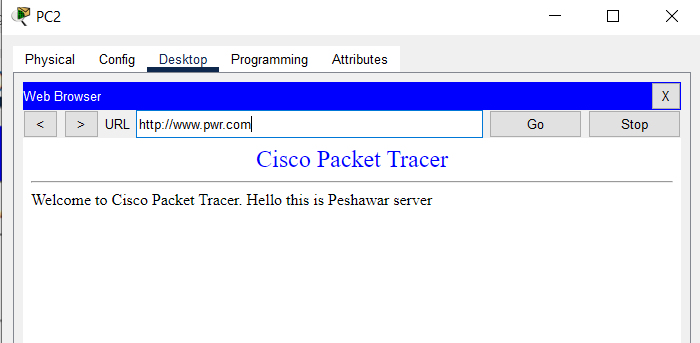 PC2
Physical Config Desktop Programming Attributes
Web Browser X
< > URL http://www.pwr.com Go Stop
Cisco Packet Tracer
Welcome to Cisco Packet Tracer. Hello this is Peshawar server